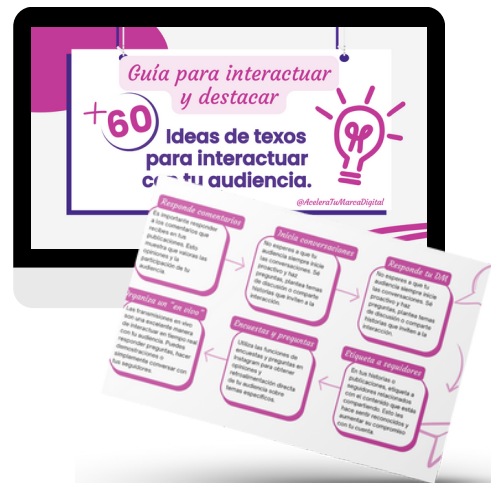 Guía para interactuar
y destacar
+60
Ideas de texos
para interactuar
con tu audiencia.
@AceleraTuMarcaDigital
Responde comentarios
Es importante responder
a los comentarios que
recibes en tus
publicaciones. Esto
muestra que valoras las
opiniones y la
participación de tu
audiencia.
Inicia conversaciones
No esperes a que tu
audiencia siempre inicie
las conversaciones. Sé
proactivo y haz
preguntas, plantea temas
de discusión o comparte
historias que inviten a la
interacción.
Responde tu DM
No esperes a que tu
audiencia siempre inicie
las conversaciones. Sé
proactivo y haz
preguntas, plantea temas
de discusión o comparte
historias que inviten a la
interacción.
Organiza un "en vivo"
Las transmisiones en vivo
son una excelente manera
de interactuar en tiempo real
con tu audiencia. Puedes
responder preguntas, hacer
demostraciones o
simplemente conversar con
tus seguidores.
Encuestas y preguntas
Utiliza las funciones de
encuestas y preguntas en
Instagram para obtener
opiniones y
retroalimentación directa
de tu audiencia sobre
temas específicos.
Etiqueta a seguidores
En tus historias o
publicaciones, etiqueta a
seguidores relacionados
con el contenido que estás
compartiendo. Esto les
hace sentir reconocidos y
aumentar su compromiso
con tu cuenta.